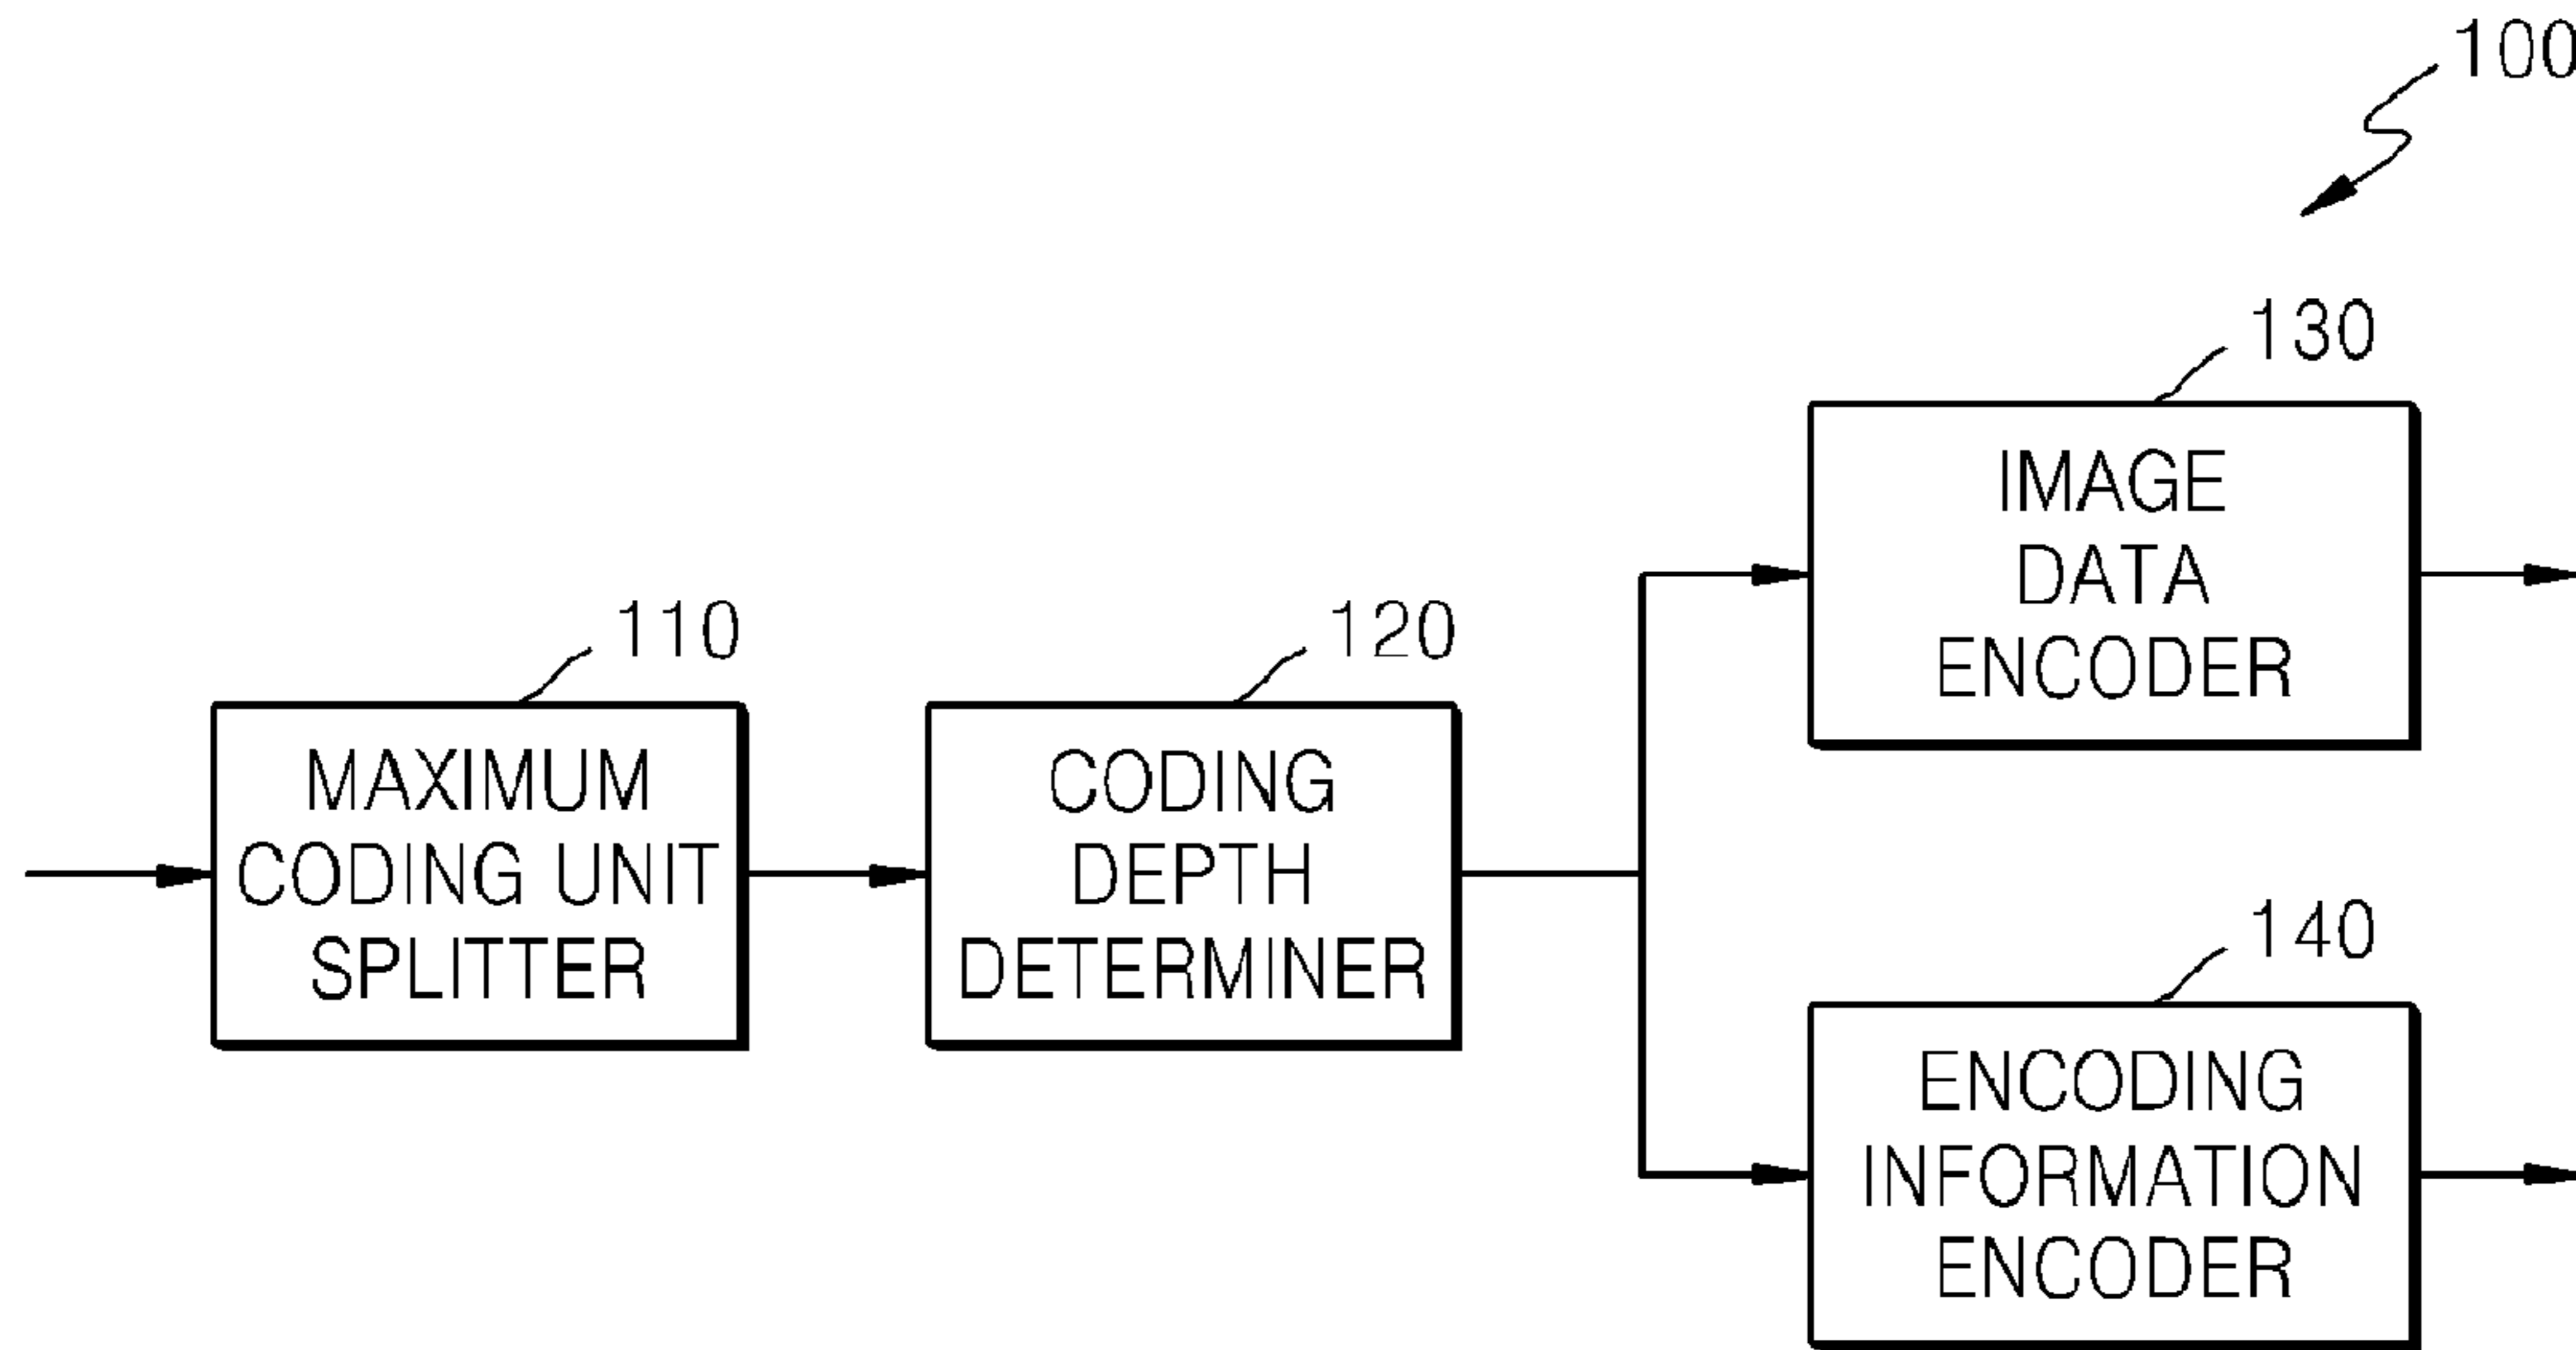 100
110
MAXIMUM
CODING UNIT
SPLITTER
120
CODING
DEPTH
DETERMINER
130
IMAGE
DATA
ENCODER
140
ENCODING
INFORMATION
ENCODER